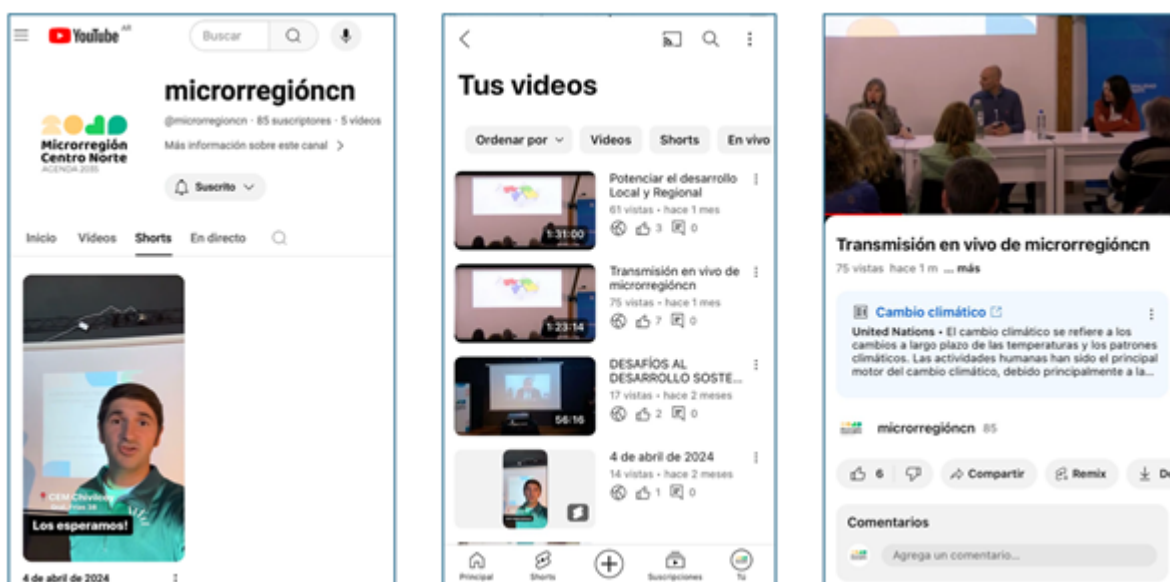 YouTube AR
Buscar
microrregióncn
@microrregioncn · 85 suscriptores · 5 videos
Más información sobre este canal >
Microrregión
Centro Norte
AGENDA 2035
Suscrito
Inicio Videos Shorts En directo
CEM Chivilcoy
Los esperamos!
4 de abril de 2024
Tus videos
Ordenar por Videos Shorts En vivo
Potenciar el desarrollo
Local y Regional
61 vistas · hace 1 mes
3 0
1:31:00
Transmisión en vivo de
microrregióncn
75 vistas · hace 1 mes
7 0
1:23:14
DESAFÍOS AL
DESARROLLO SOSTE...
17 vistas · hace 2 meses
2 0
56:16
4 de abril de 2024
14 vistas · hace 2 meses
1 0
Principal Shorts Suscripciones Tú
Transmisión en vivo de microrregióncn
75 vistas hace 1 m ... más
Cambio climático
United Nations • El cambio climático se refiere a los
cambios a largo plazo de las temperaturas y los patrones
climáticos. Las actividades humanas han sido el principal
motor del cambio climático, debido principalmente a la...
microrregióncn 85
6 Compartir Remix De
Comentarios
Agrega un comentario...